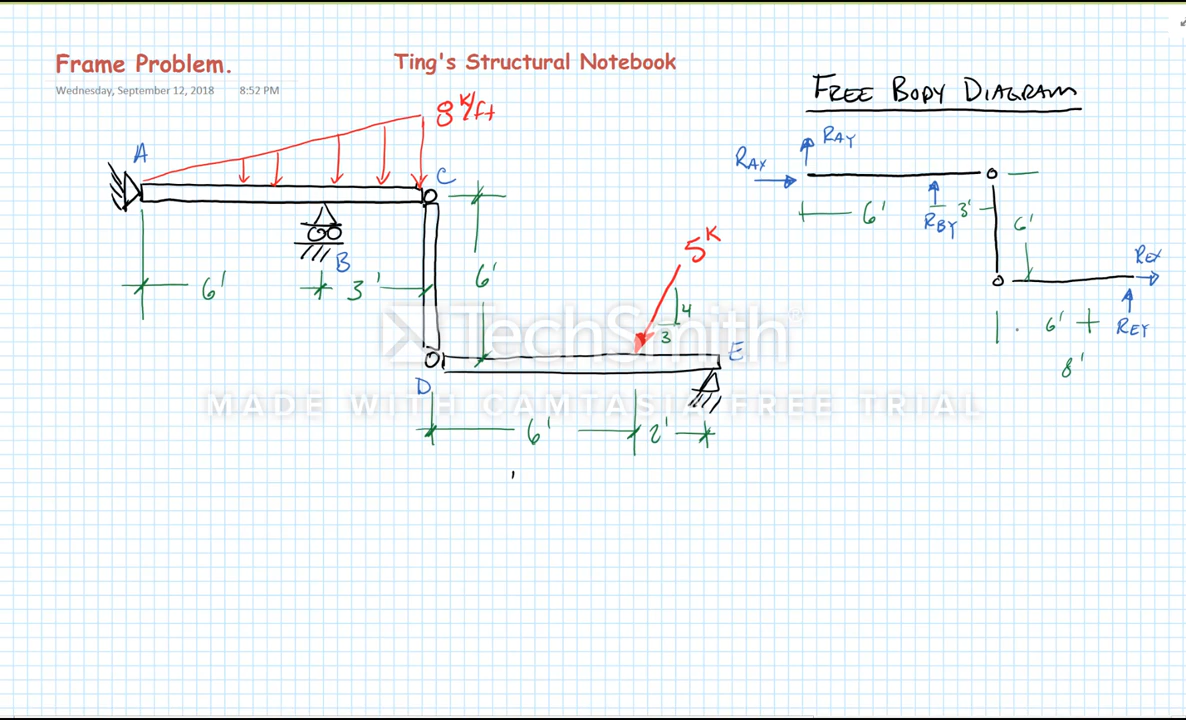 Frame Problem.
Ting's Structural Notebook
Wednesday, September 12, 2018 8:52 PM
8 K/ft
A
C
B
6' 3'
6'
5 K
4
3
D
E
6' 2'
FREE BODY DIAGRAM
RAX
RAY
6' 3'
RBY
6'
REX
REY
6'
8'
TechSmith®
MADE WITH CAMTASIA FREE TRIAL